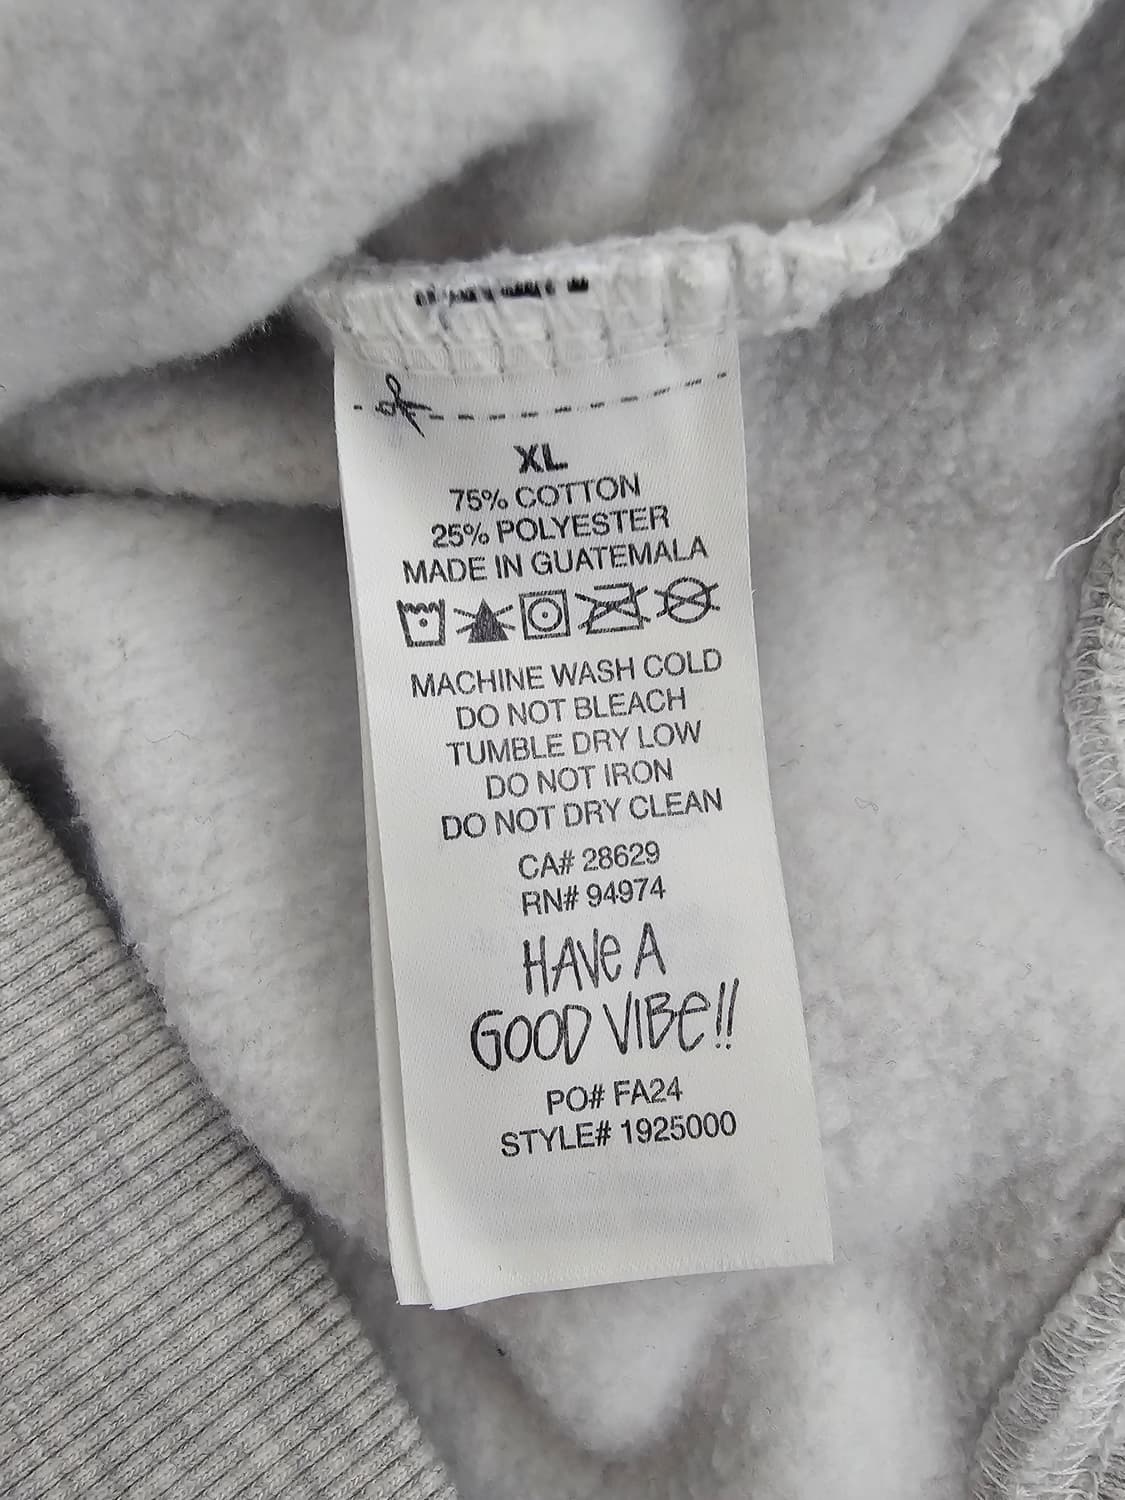 XL
75% COTTON
25% POLYESTER
MADE IN GUATEMALA
MACHINE WASH COLD
DO NOT BLEACH
TUMBLE DRY LOW
DO NOT IRON
DO NOT DRY CLEAN
CA# 28629
RN# 94974
HAVe A
GOOD VIBe!!
PO# FA24
STYLE# 1925000